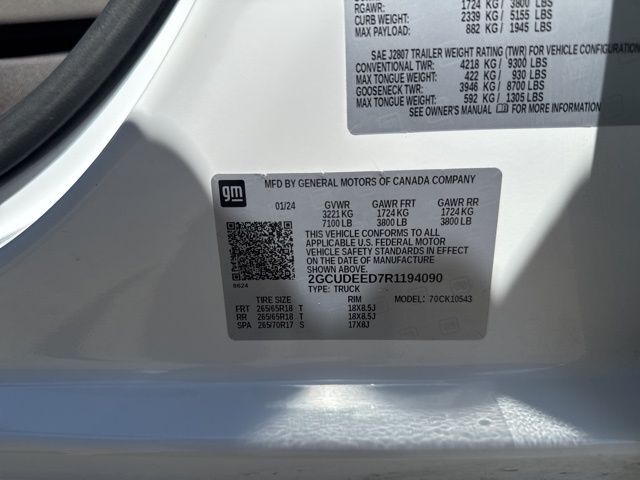 RGAWR: 1724 KG/ 3800 LBS
CURB WEIGHT: 2339 KG/ 5155 LBS
MAX PAYLOAD: 882 KG/ 1945 LBS
SAE J2807 TRAILER WEIGHT RATING (TWR) FOR VEHICLE CONFIGURATION
CONVENTIONAL TWR: 4218 KG/ 9300 LBS
MAX TONGUE WEIGHT: 422 KG/ 930 LBS
GOOSENECK TWR: 3946 KG/ 8700 LBS
MAX TONGUE WEIGHT: 592 KG/ 1305 LBS
SEE OWNER'S MANUAL FOR MORE INFORMATION
gm MFD BY GENERAL MOTORS OF CANADA COMPANY
01/24 GVWR GAWR FRT GAWR RR
3221 KG 1724 KG 1724 KG
7100 LB 3800 LB 3800 LB
THIS VEHICLE CONFORMS TO ALL
APPLICABLE U.S. FEDERAL MOTOR
VEHICLE SAFETY STANDARDS IN EFFECT
ON THE DATE OF MANUFACTURE
SHOWN ABOVE.
2GCUDEED7R1194090
8624 TYPE: TRUCK
TIRE SIZE RIM MODEL: 70CK10543
FRT 265/65R18 T 18X8.5J
RR 265/65R18 T 18X8.5J
SPA 265/70R17 S 17X8J